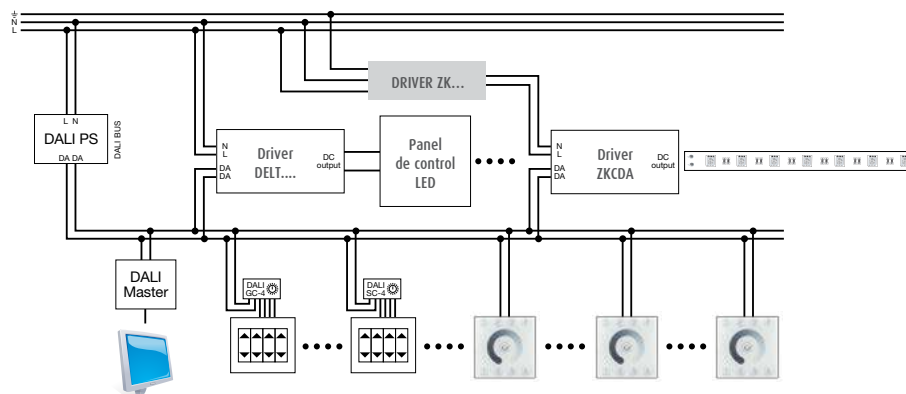 N
L
L N
DALI PS
DA DA
DALI BUS
DRIVER ZK...
N
L
DA
DA
Driver
DELT....
DC
output
Panel
de control
LED
N
L
DA
DA
Driver
ZKCDA
DC
output
DALI
Master
DALI
GC-4
DALI
SC-4